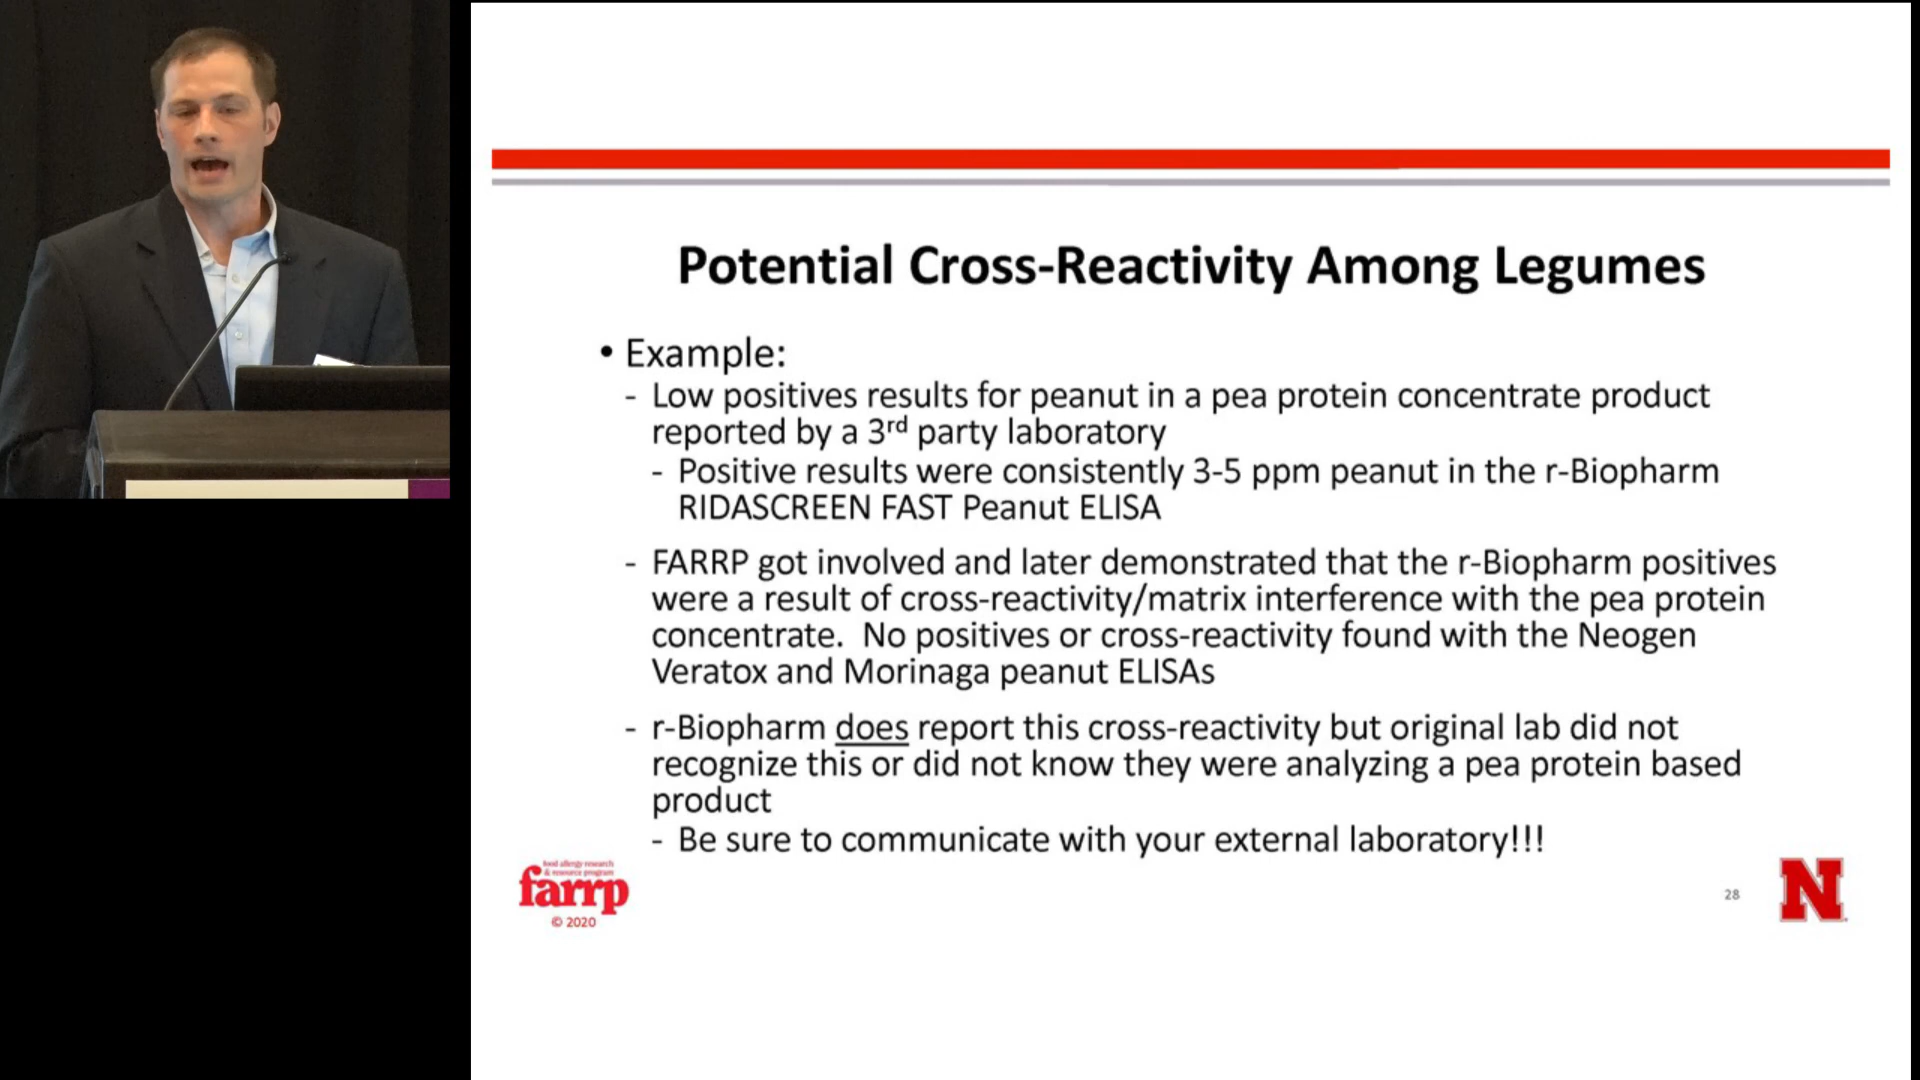 Potential Cross-Reactivity Among Legumes
• Example:
- Low positives results for peanut in a pea protein concentrate product
reported by a 3rd party laboratory
- Positive results were consistently 3-5 ppm peanut in the r-Biopharm
RIDASCREEN FAST Peanut ELISA
- FARRP got involved and later demonstrated that the r-Biopharm positives
were a result of cross-reactivity/matrix interference with the pea protein
concentrate. No positives or cross-reactivity found with the Neogen
Veratox and Morinaga peanut ELISAs
- r-Biopharm does report this cross-reactivity but original lab did not
recognize this or did not know they were analyzing a pea protein based
product
- Be sure to communicate with your external laboratory!!!
food allergy research
& resource program
farrp
© 2020
28
N